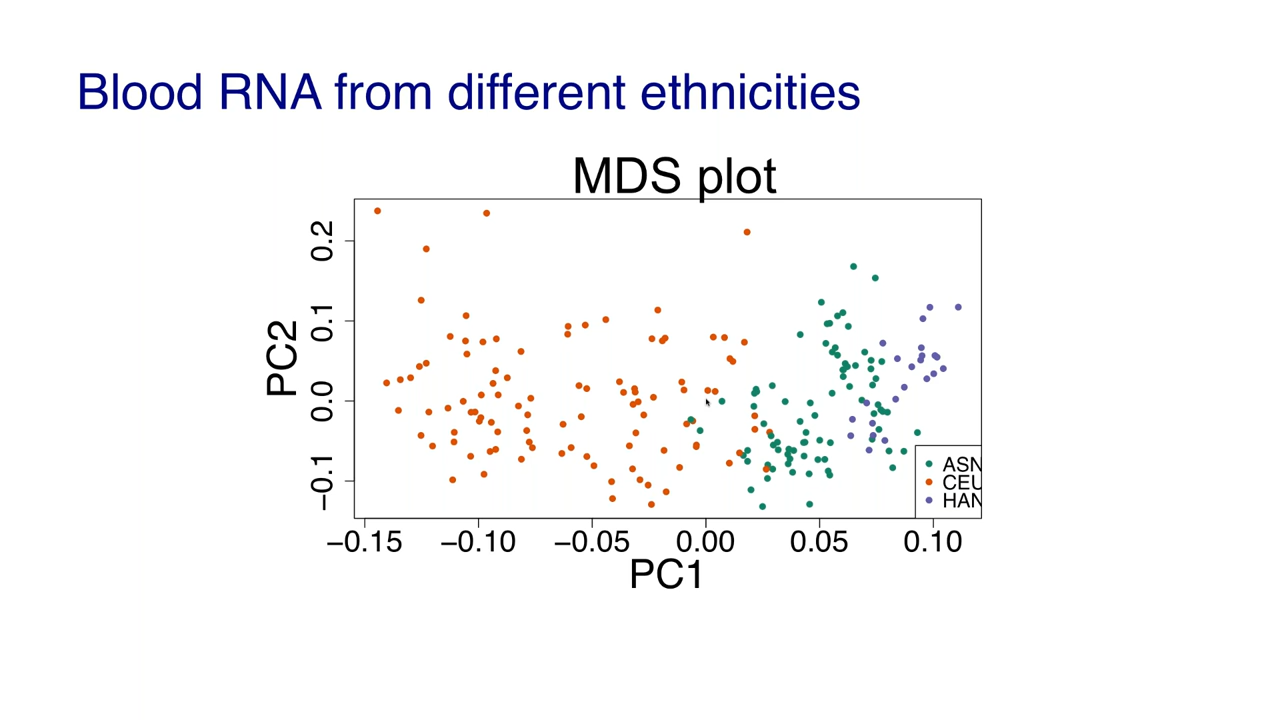 Blood RNA from different ethnicities
MDS plot
PC2
0.2
0.1
0.0
−0.1
ASN
CEU
HAN
−0.15 −0.10 −0.05 0.00 0.05 0.10
PC1